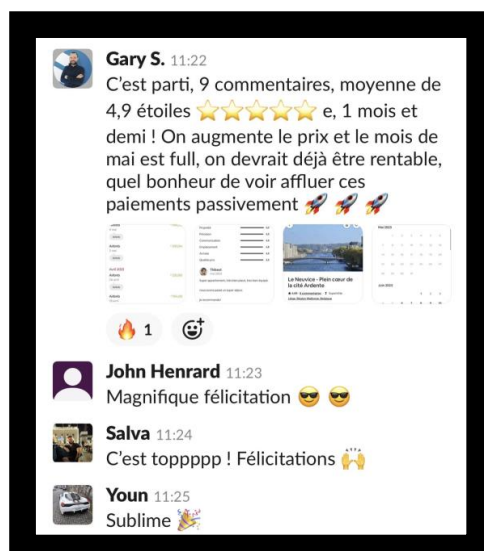 Gary S. 11:22
C'est parti, 9 commentaires, moyenne de
4,9 étoiles ⭐⭐⭐⭐⭐ e, 1 mois et
demi ! On augmente le prix et le mois de
mai est full, on devrait déjà être rentable,
quel bonheur de voir affluer ces
paiements passivement 🚀 🚀 🚀
Le Neuvice - Plein cœur de
la cité Ardente
🔥 1
John Henrard 11:23
Magnifique félicitation 😎 😎
Salva 11:24
C'est toppppp ! Félicitations 🙌
Youn 11:25
Sublime 🎉